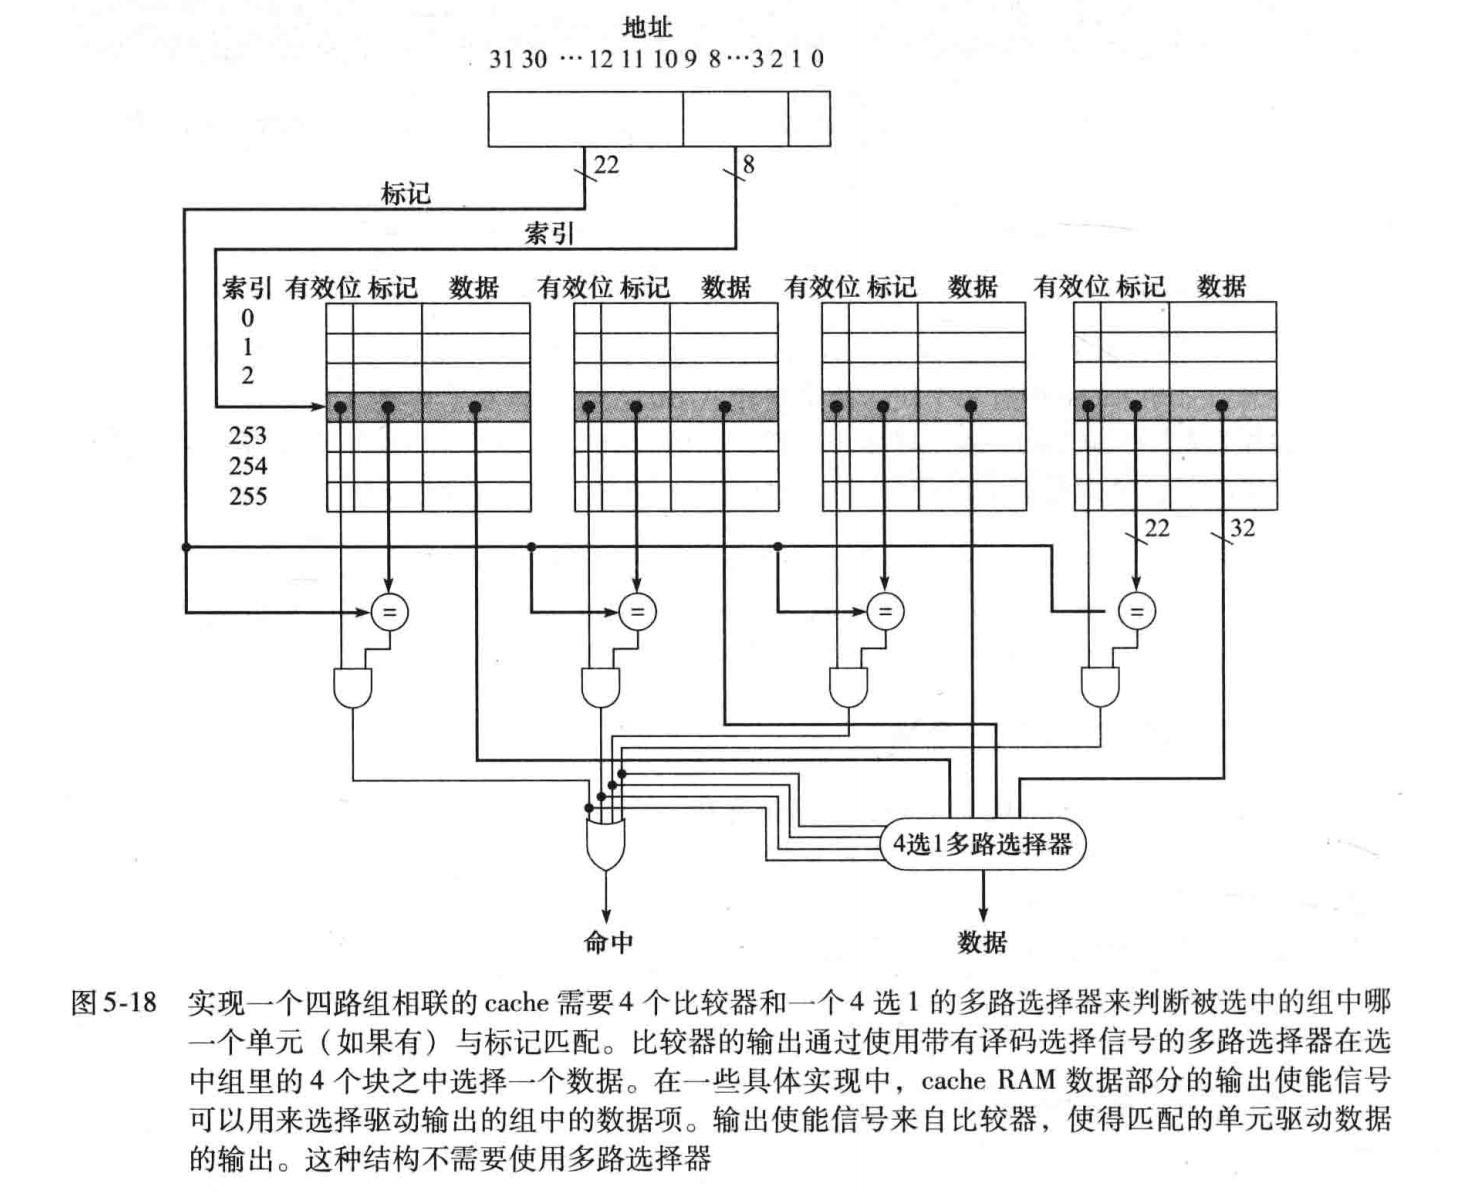 地址
31 30 ···12 11 10 9 8···3 2 1 0
22
8
标记
索引
索引 有效位 标记 数据 有效位 标记 数据 有效位 标记 数据 有效位 标记 数据
0
1
2
253
254
255
22
32
= = = =
4选1多路选择器
命中
数据
图5-18 实现一个四路组相联的 cache 需要 4 个比较器和一个 4 选 1 的多路选择器来判断被选中的组中哪
一个单元（如果有）与标记匹配。比较器的输出通过使用带有译码选择信号的多路选择器在选
中组里的 4 个块之中选择一个数据。在一些具体实现中，cache RAM 数据部分的输出使能信号
可以用来选择驱动输出的组中的数据项。输出使能信号来自比较器，使得匹配的单元驱动数据
的输出。这种结构不需要使用多路选择器